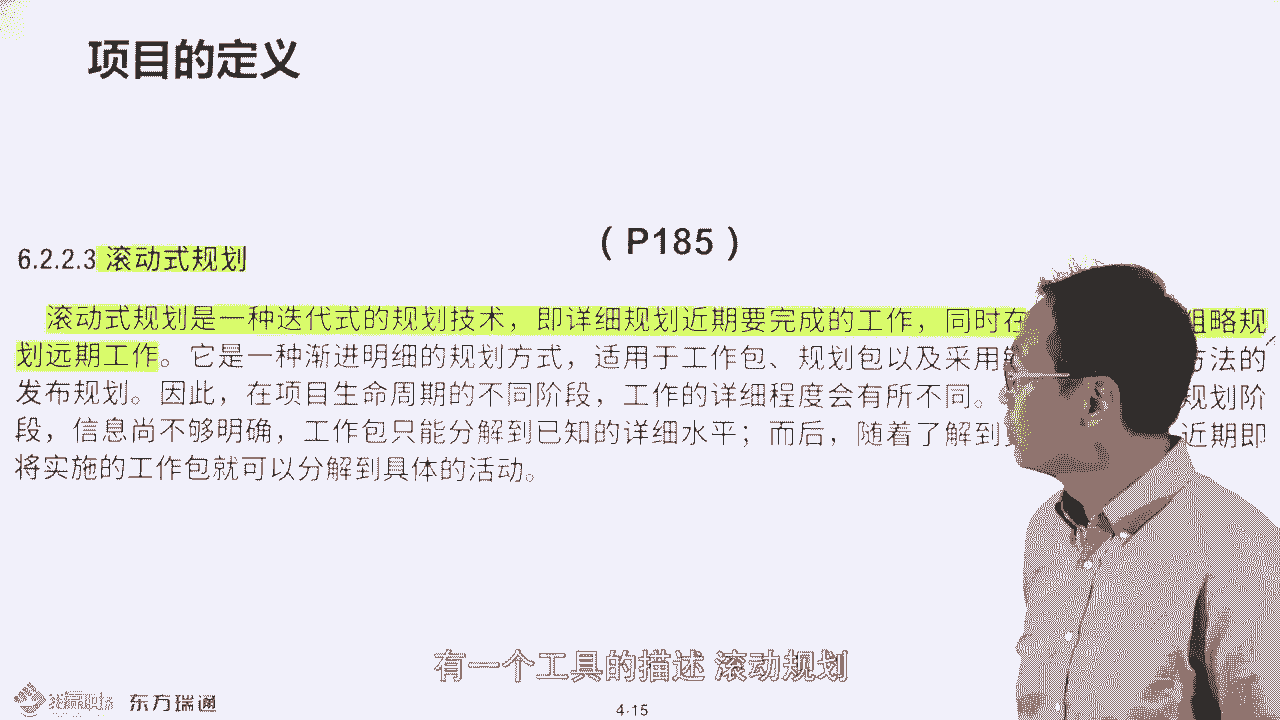 项目的定义
（P185）
6.2.2.3 滚动式规划
滚动式规划是一种迭代式的规划技术，即详细规划近期要完成的工作，同时在 粗略规
划远期工作。它是一种渐进明细的规划方式，适用于工作包、规划包以及采用 方法的
发布规划。因此，在项目生命周期的不同阶段，工作的详细程度会有所不同。 规划阶
段，信息尚不够明确，工作包只能分解到已知的详细水平；而后，随着了解到 近期即
将实施的工作包就可以分解到具体的活动。
有一个工具的描述 滚动规划
东方瑞通
4-15